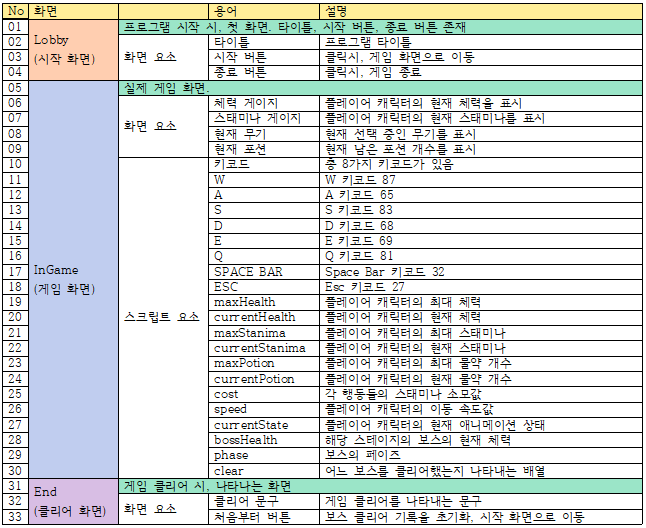 No 화면 용어 설명
01 프로그램 시작 시, 첫 화면. 타이틀, 시작 버튼, 종료 버튼 존재
Lobby
(시작 화면)
화면 요소
02 타이틀 프로그램 타이틀
03 시작 버튼 클릭시, 게임 화면으로 이동
04 종료 버튼 클릭시, 게임 종료
05 실제 게임 화면.
InGame
(게임 화면)
화면 요소
06 체력 게이지 플레이어 캐릭터의 현재 체력을 표시
07 스태미나 게이지 플레이어 캐릭터의 현재 스태미나를 표시
08 현재 무기 현재 선택 중인 무기를 표시
09 현재 포션 현재 남은 포션 개수를 표시
스크립트 요소
10 키코드 총 8가지 키코드가 있음
11 W W 키코드 87
12 A A 키코드 65
13 S S 키코드 83
14 D D 키코드 68
15 E E 키코드 69
16 Q Q 키코드 81
17 SPACE BAR Space Bar 키코드 32
18 ESC Esc 키코드 27
19 maxHealth 플레이어 캐릭터의 최대 체력
20 currentHealth 플레이어 캐릭터의 현재 체력
21 maxStanima 플레이어 캐릭터의 최대 스태미나
22 currentStanima 플레이어 캐릭터의 현재 스태미나
23 maxPotion 플레이어 캐릭터의 최대 물약 개수
24 currentPotion 플레이어 캐릭터의 현재 물약 개수
25 cost 각 행동들의 스태미나 소모값
26 speed 플레이어 캐릭터의 이동 속도값
27 currentState 플레이어 캐릭터의 현재 애니메이션 상태
28 bossHealth 해당 스테이지의 보스의 현재 체력
29 phase 보스의 페이즈
30 clear 어느 보스를 클리어했는지 나타내는 배열
31 게임 클리어 시, 나타나는 화면
End
(클리어 화면)
화면 요소
32 클리어 문구 게임 클리어를 나타내는 문구
33 처음부터 버튼 보스 클리어 기록을 초기화, 시작 화면으로 이동